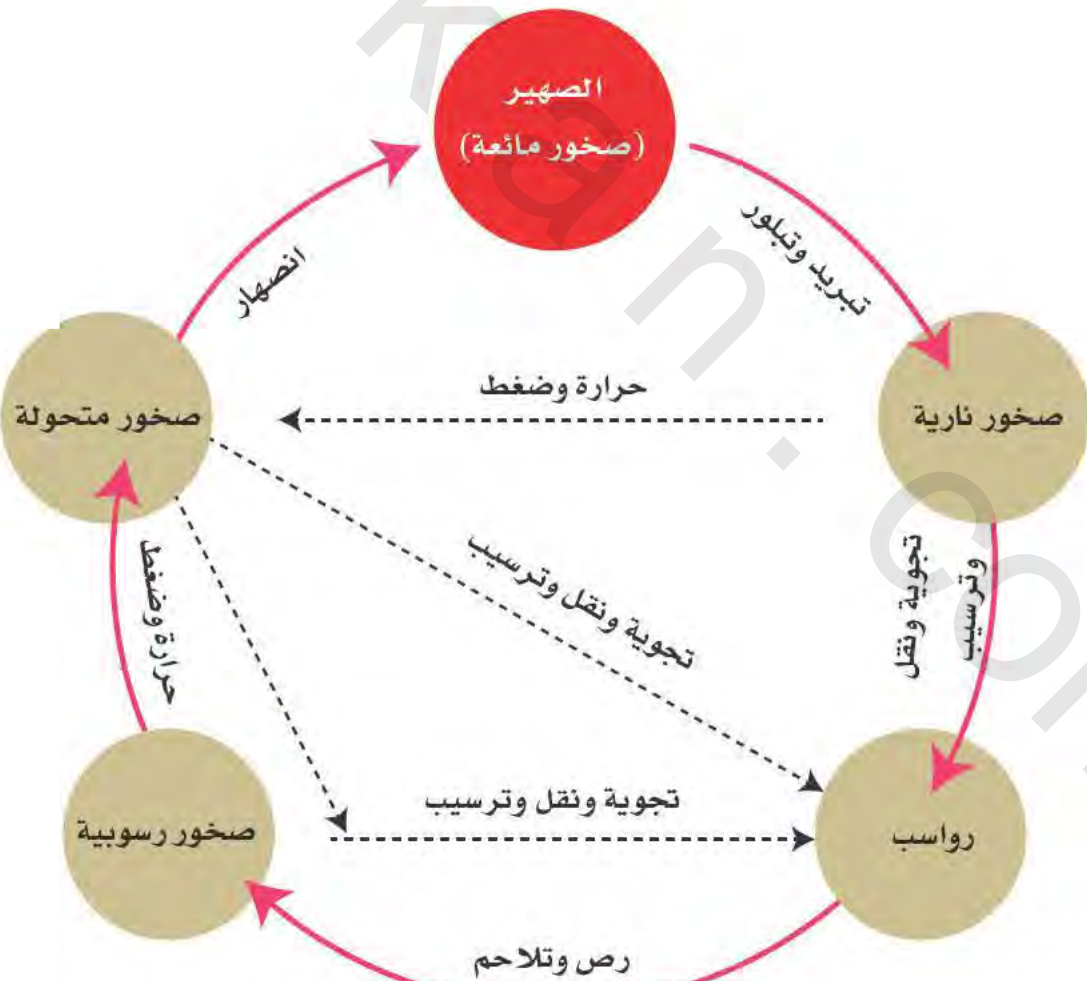 الصهير
(صخور مائعة)
تبريد وتبلور
انصهار
حرارة وضغط
صخور نارية
صخور متحولة
تجوية ونقل
وترسيب
تجوية ونقل وترسيب
حرارة وضغط
تجوية ونقل وترسيب
رواسب
صخور رسوبية
رص وتلاحم